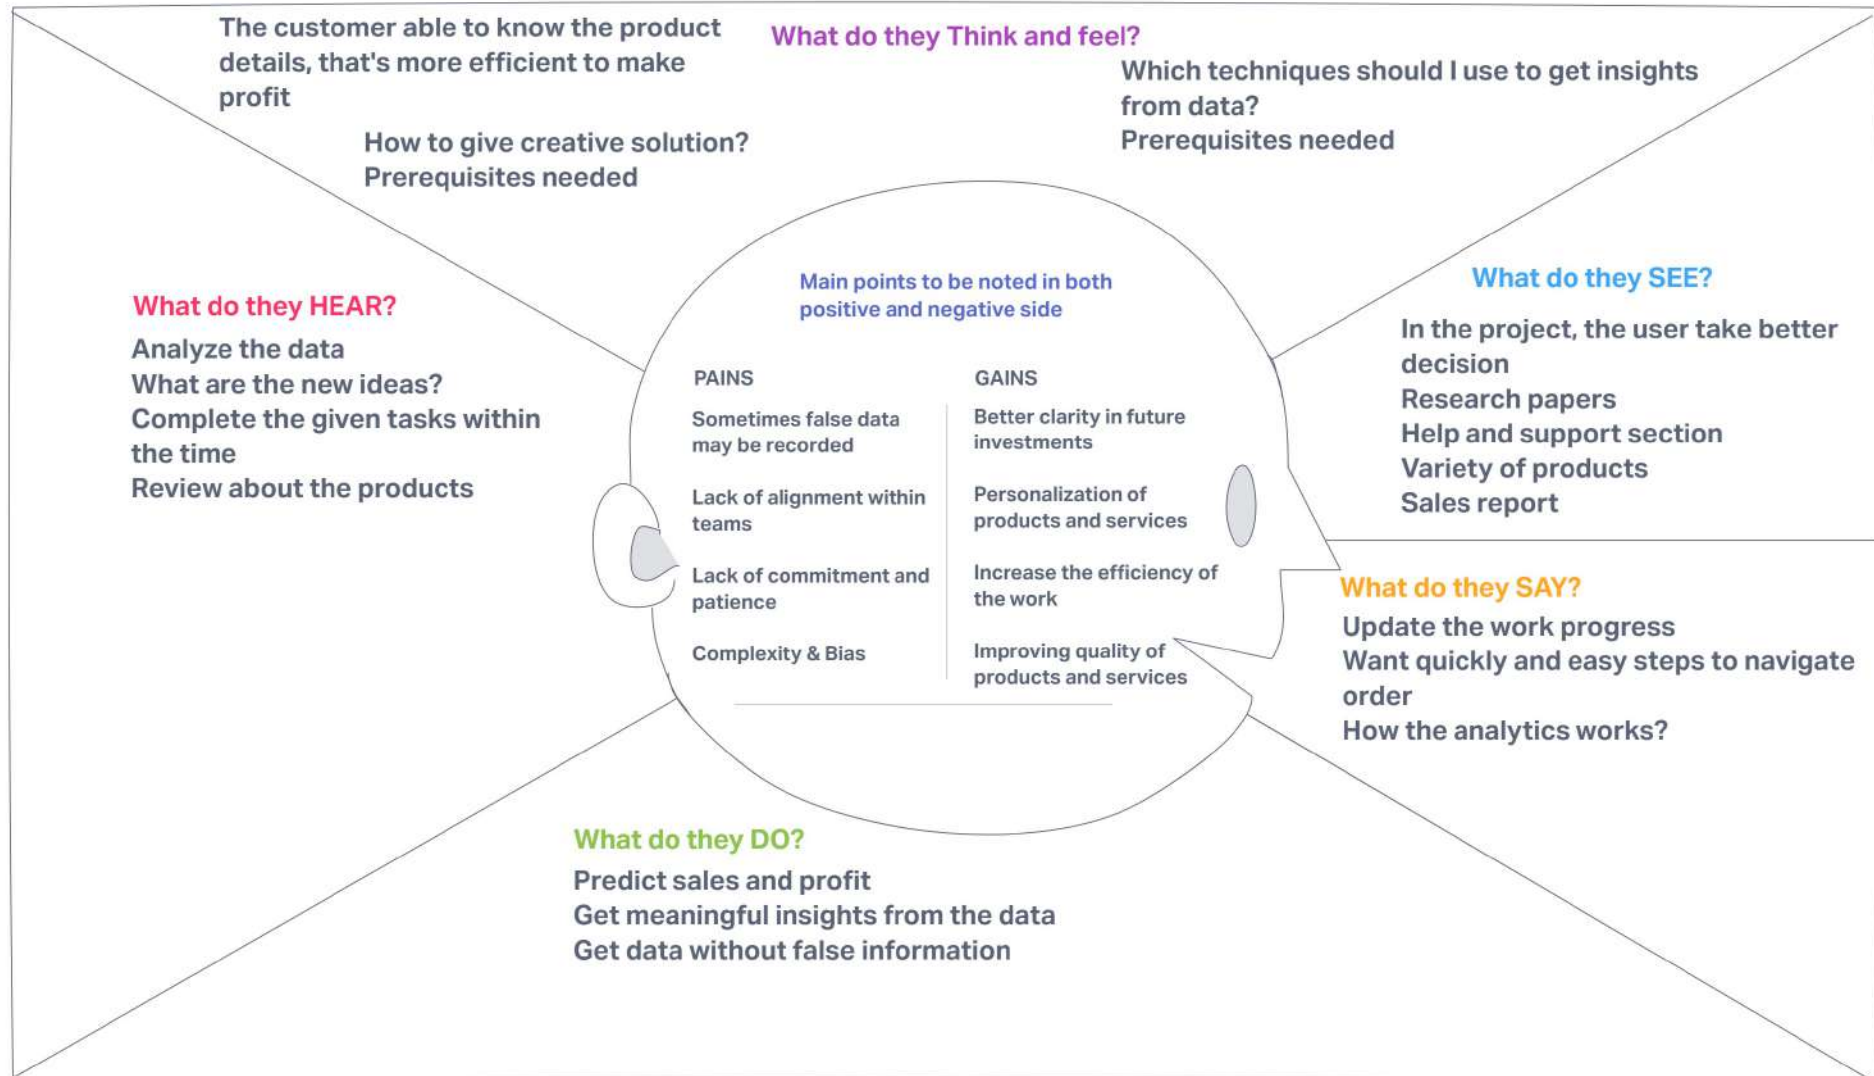 The customer able to know the product
details, that's more efficient to make
profit
What do they Think and feel?
Which techniques should I use to get insights
from data?
Prerequisites needed
How to give creative solution?
Prerequisites needed
What do they HEAR?
Analyze the data
What are the new ideas?
Complete the given tasks within
the time
Review about the products
Main points to be noted in both
positive and negative side
PAINS
Sometimes false data
may be recorded
Lack of alignment within
teams
Lack of commitment and
patience
Complexity & Bias
GAINS
Better clarity in future
investments
Personalization of
products and services
Increase the efficiency of
the work
Improving quality of
products and services
What do they SEE?
In the project, the user take better
decision
Research papers
Help and support section
Variety of products
Sales report
What do they SAY?
Update the work progress
Want quickly and easy steps to navigate
order
How the analytics works?
What do they DO?
Predict sales and profit
Get meaningful insights from the data
Get data without false information